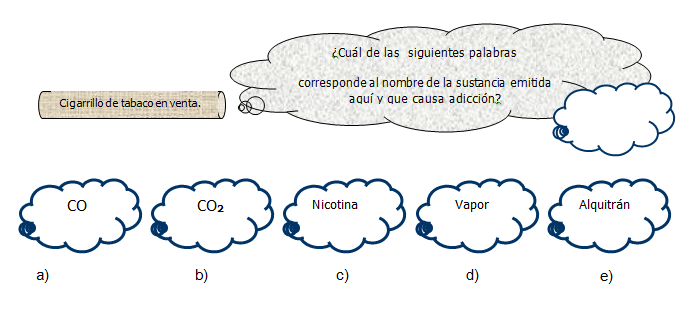 ¿Cuál de las siguientes palabras
corresponde al nombre de la sustancia emitida
aquí y que causa adicción?
Cigarrillo de tabaco en venta.
CO
CO₂
Nicotina
Vapor
Alquitrán
a)
b)
c)
d)
e)